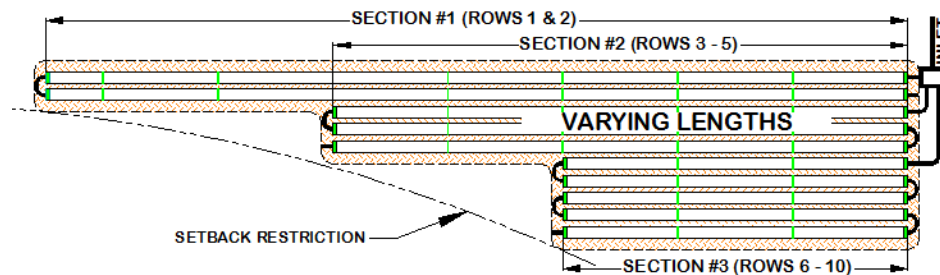 SECTION #1 (ROWS 1 & 2)
SECTION #2 (ROWS 3 - 5)
VARYING LENGTHS
SETBACK RESTRICTION
SECTION #3 (ROWS 6 - 10)